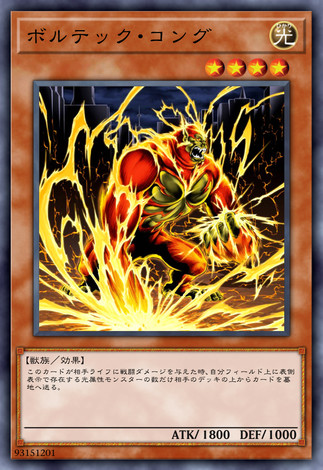 ボルテック・コング
光
【獣族／効果】
このカードが相手ライフに戦闘ダメージを与えた時、自分フィールド上に表側
表示で存在する光属性モンスターの数だけ相手のデッキの上からカードを墓
地へ送る。
ATK/1800 DEF/1000
93151201